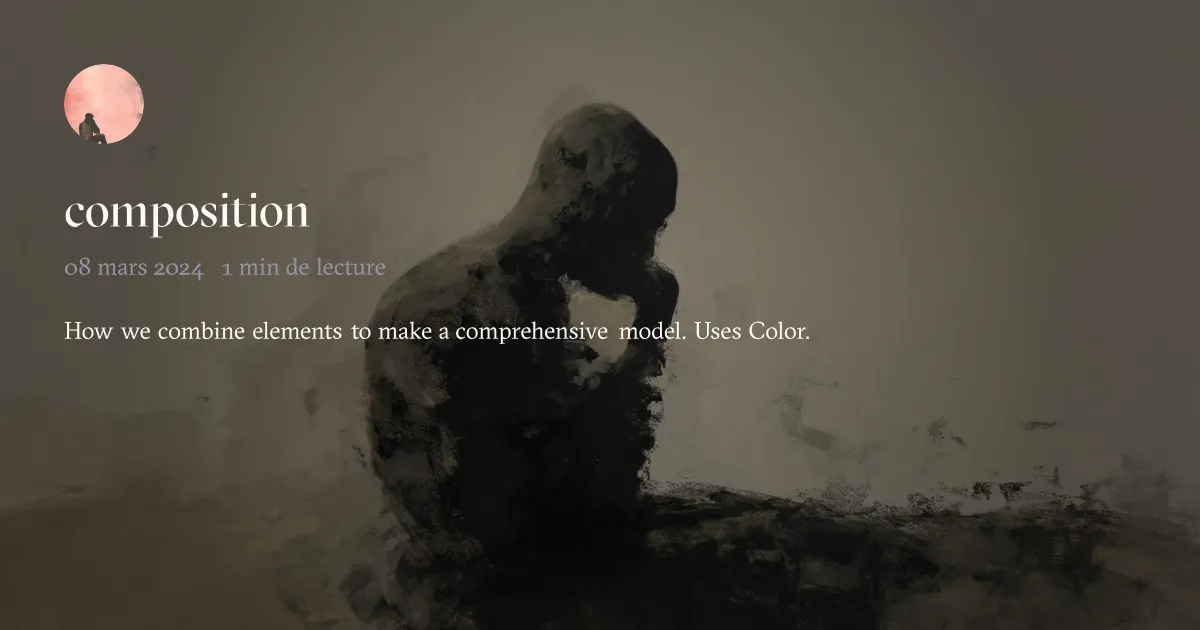 composition
08 mars 2024 1 min de lecture
How we combine elements to make a comprehensive model. Uses Color.